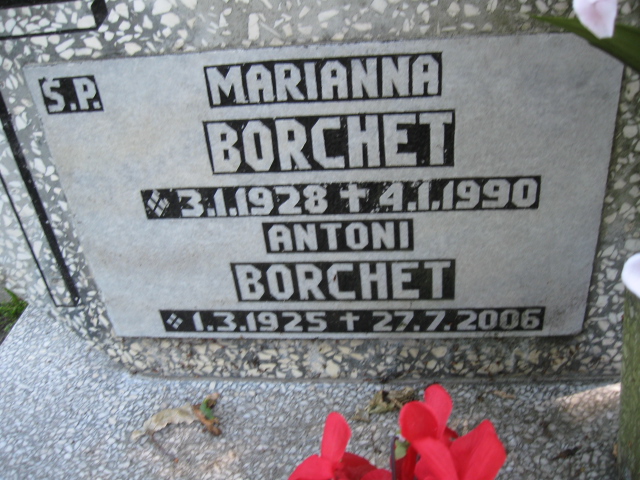 Ś.P. MARIANNA
BORCHET
3.1.1928 ✝ 4.1.1990
ANTONI
BORCHET
1.3.1925 ✝ 27.7.2006